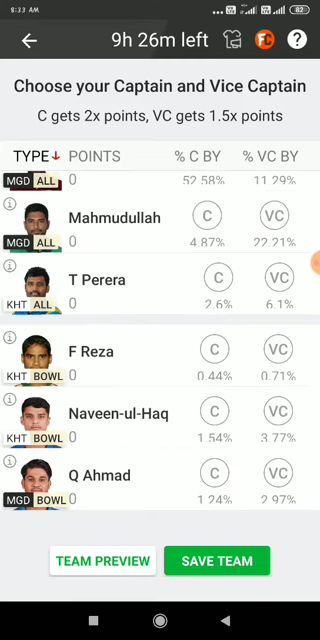 8:33 AM
82
9h 26m left
FC
?
Choose your Captain and Vice Captain
C gets 2x points, VC gets 1.5x points
TYPE↓ POINTS % C BY % VC BY
MGD ALL 0 52.58% 11.29%
Mahmudullah C VC
MGD ALL 0 4.87% 22.21%
T Perera C VC
KHT ALL 0 2.6% 6.1%
F Reza C VC
KHT BOWL 0 0.44% 0.71%
Naveen-ul-Haq C VC
KHT BOWL 0 1.54% 3.77%
Q Ahmad C VC
MGD BOWL 0 1.24% 2.97%
TEAM PREVIEW SAVE TEAM